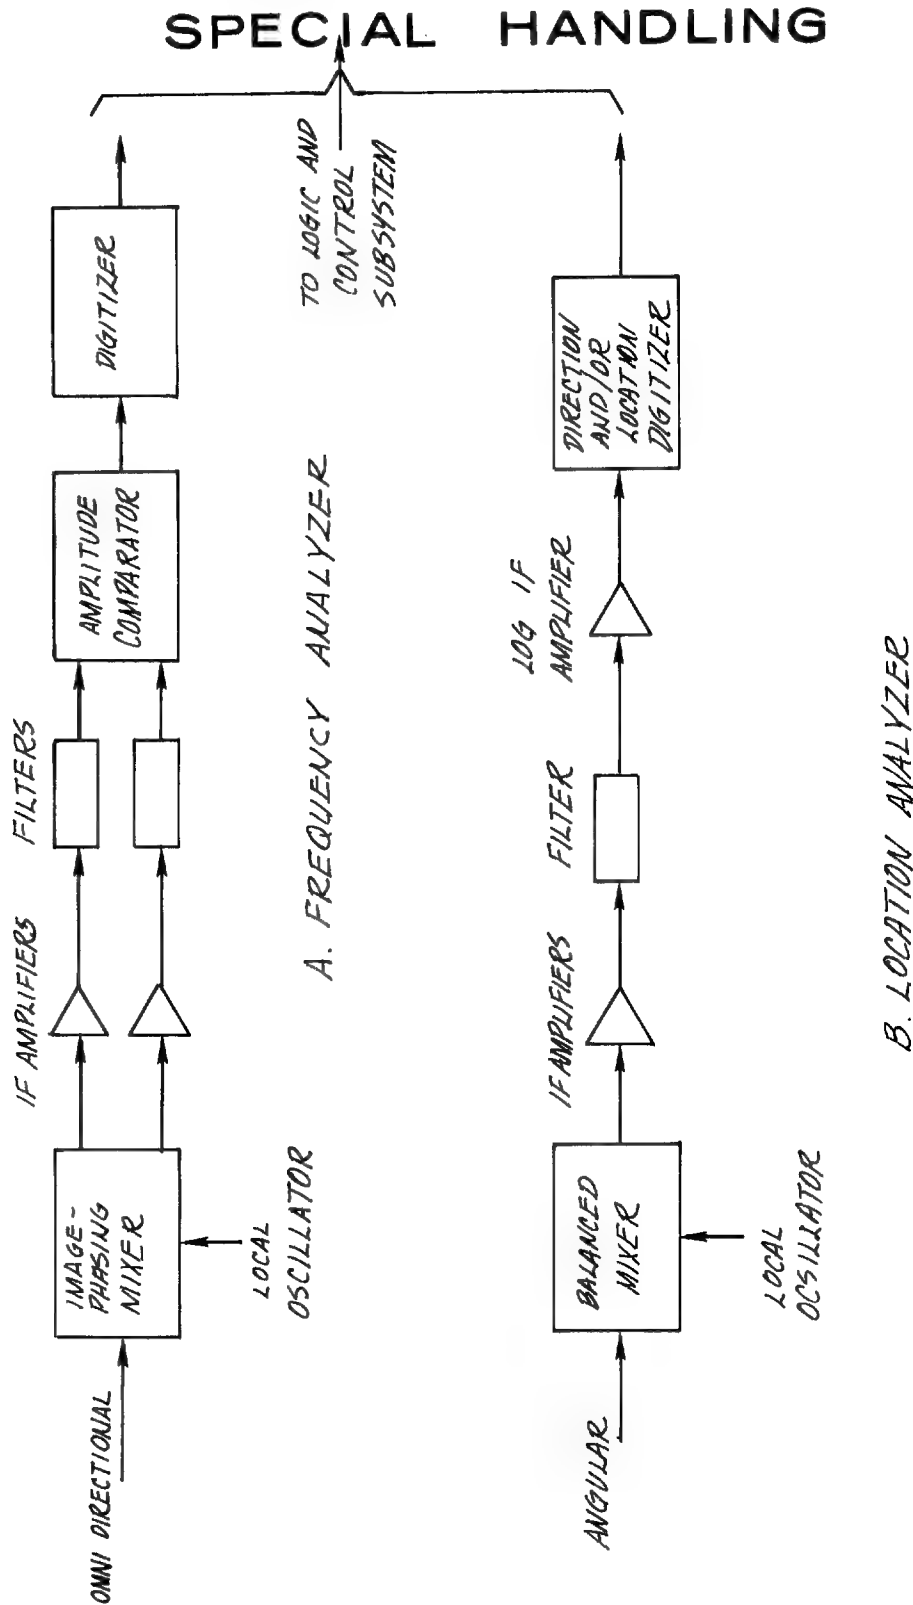 SPECIAL HANDLING
OMNI DIRECTIONAL
IMAGE-
PHASING
MIXER
LOCAL
OSCILLATOR
IF AMPLIFIERS
FILTERS
AMPLITUDE
COMPARATOR
DIGITIZER
TO LOGIC AND
CONTROL
SUBSYSTEM
A. FREQUENCY ANALYZER
ANGULAR
BALANCED
MIXER
LOCAL
OCSILLATOR
IF AMPLIFIERS
FILTER
LOG IF
AMPLIFIER
DIRECTION
AND/OR
LOCATION
DIGITIZER
B. LOCATION ANALYZER